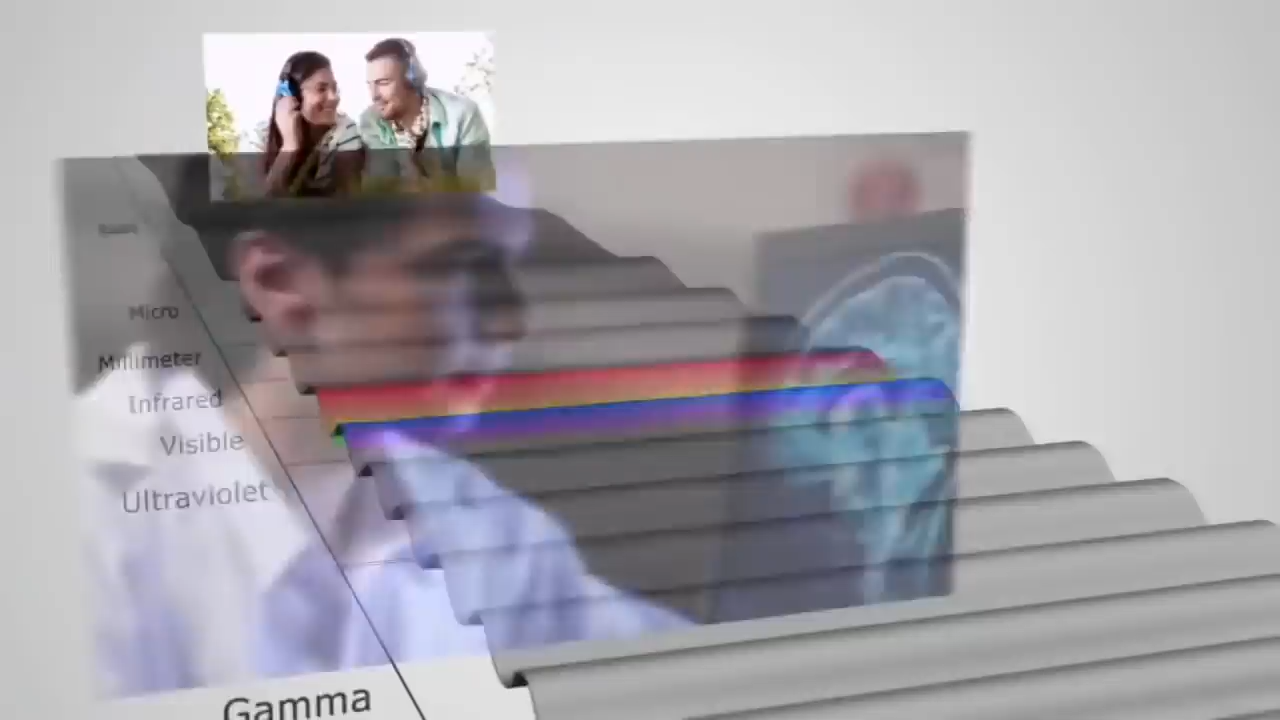 Micro
Millimeter
Infrared
Visible
Ultraviolet
Gamma